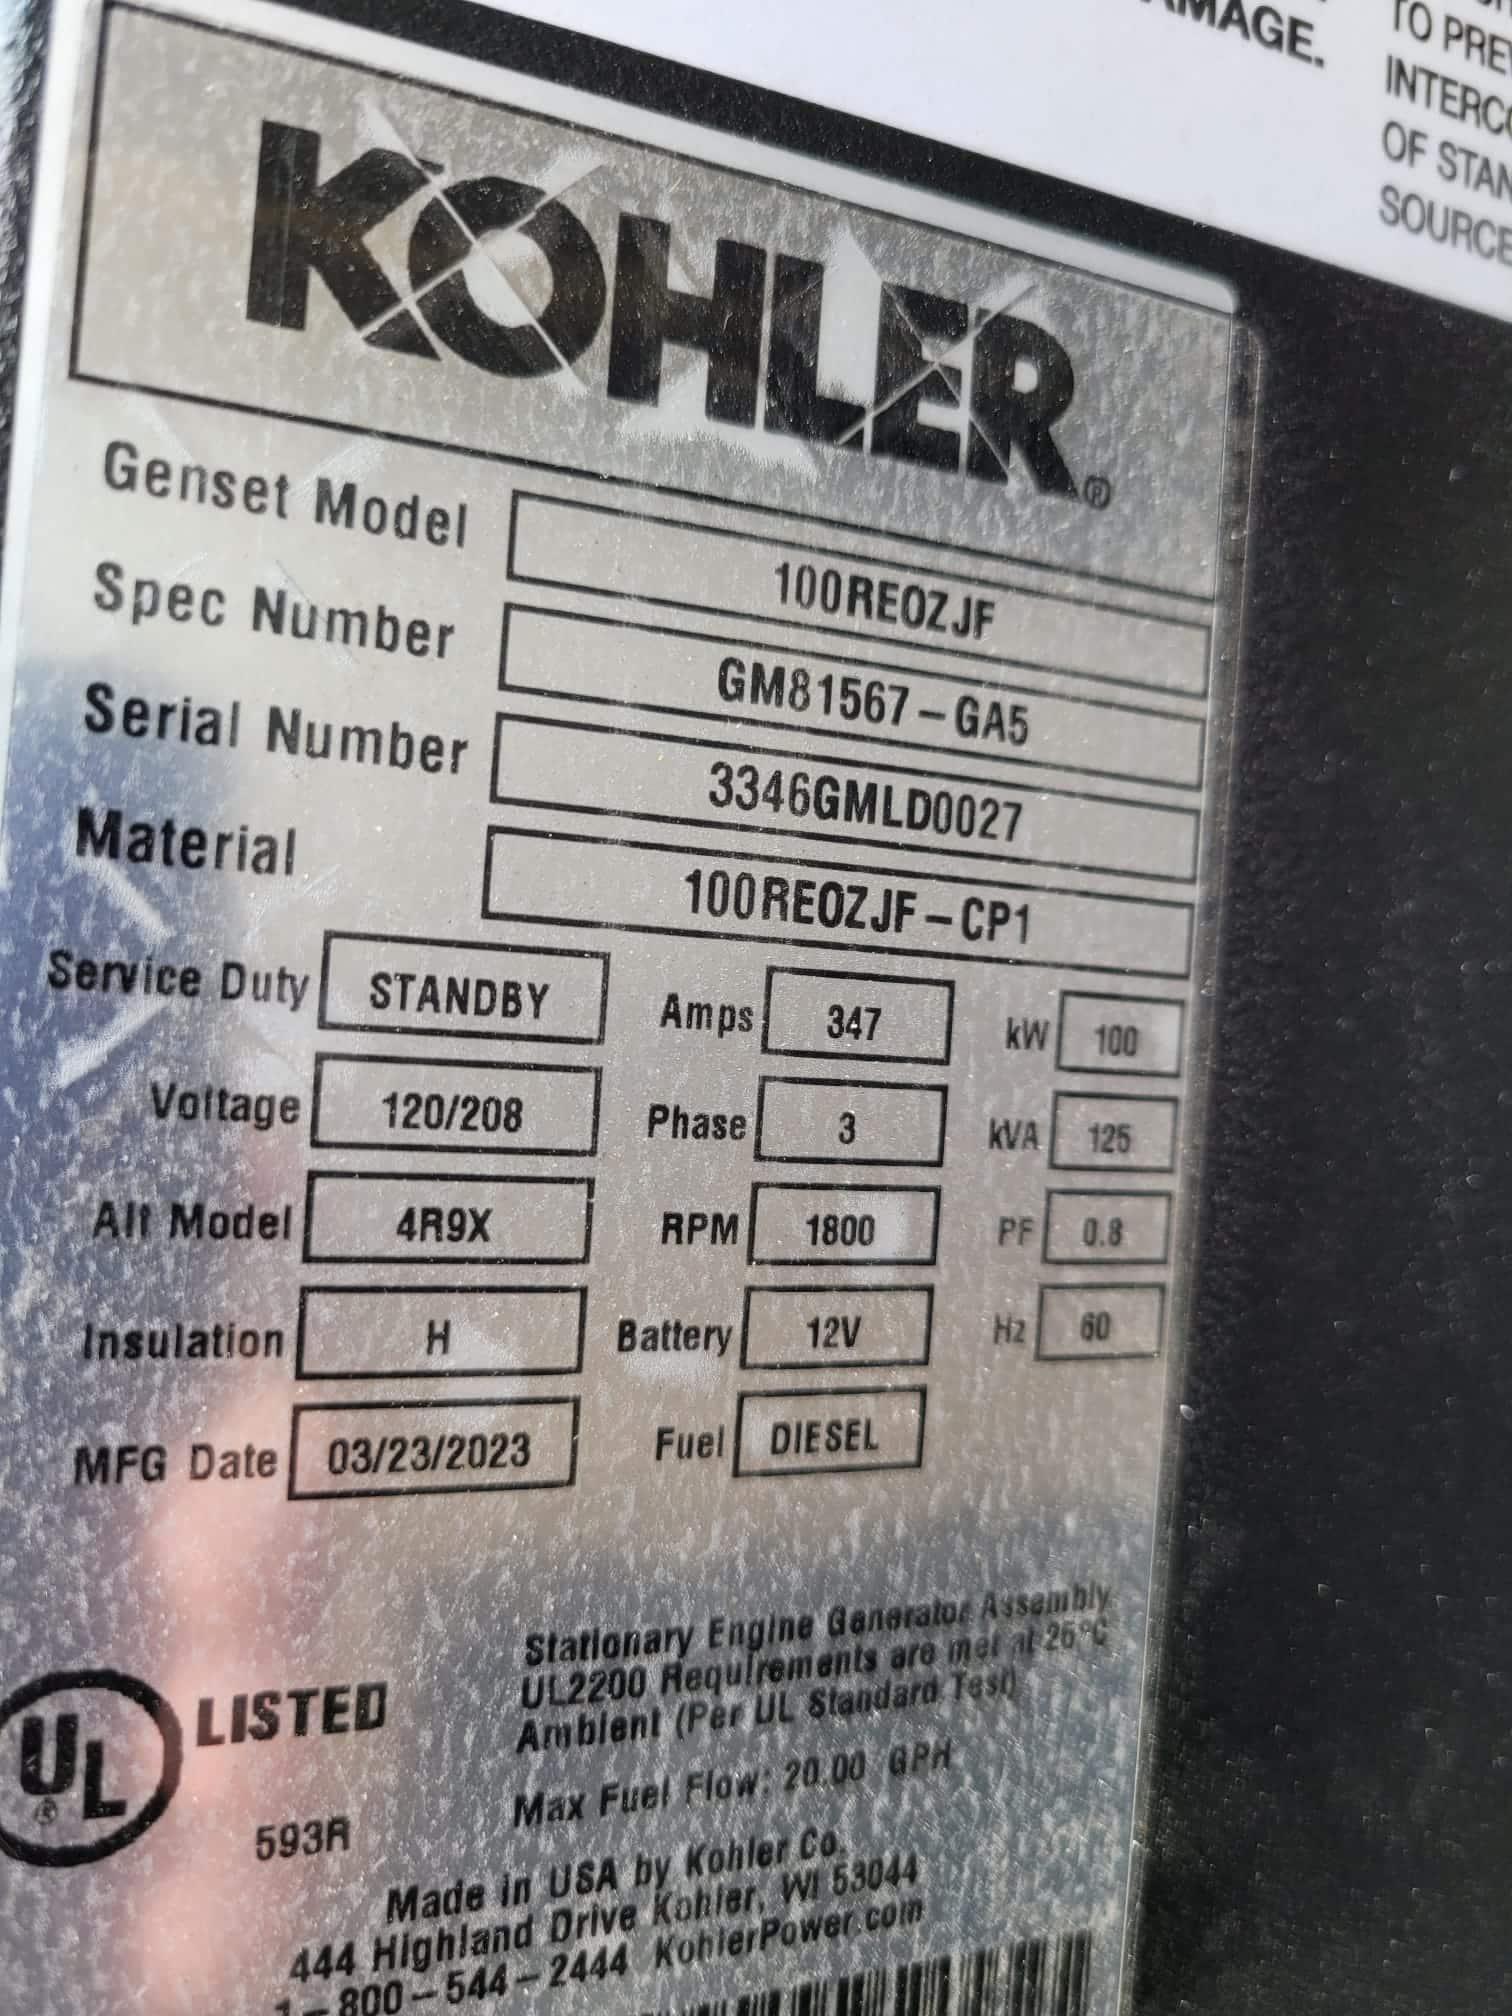 AMAGE.
TO PRE
INTERC
OF STAN
SOURCE
KOHLER®
Genset Model 100REOZJF
Spec Number GM81567-GA5
Serial Number 3346GMLD0027
Material 100REOZJF-CP1
Service Duty STANDBY Amps 347 kW 100
Voltage 120/208 Phase 3 kVA 125
Alt Model 4R9X RPM 1800 PF 0.8
Insulation H Battery 12V Hz 60
MFG Date 03/23/2023 Fuel DIESEL
Stationary Engine Generator Assembly
UL2200 Requirements are met at 25°C
Ambient (Per UL Standard Test)
UL® LISTED
Max Fuel Flow: 20.00 GPH
593R
Made in USA by Kohler Co.
444 Highland Drive Kohler, WI 53044
1-800-544-2444 KohlerPower.com